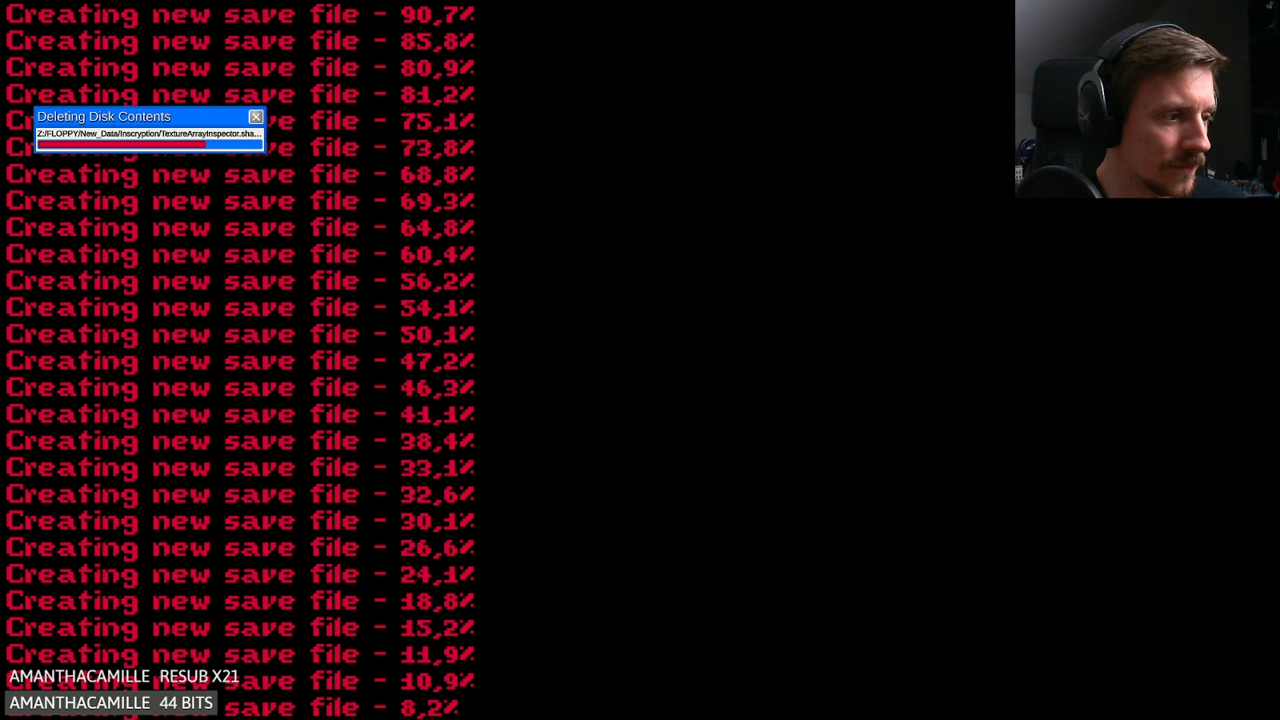 Creating new save file - 90,7%
Creating new save file - 85,8%
Creating new save file - 80,9%
Creating new save file - 81,2%
Deleting Disk Contents
Z:/FLOPPY/New_Data/Inscryption/TextureArrayInspector.sha...
75,1%
73,8%
Creating new save file - 68,8%
Creating new save file - 69,3%
Creating new save file - 64,8%
Creating new save file - 60,4%
Creating new save file - 56,2%
Creating new save file - 54,1%
Creating new save file - 50,1%
Creating new save file - 47,2%
Creating new save file - 46,3%
Creating new save file - 41,1%
Creating new save file - 38,4%
Creating new save file - 33,1%
Creating new save file - 32,6%
Creating new save file - 30,1%
Creating new save file - 26,6%
Creating new save file - 24,1%
Creating new save file - 18,8%
Creating new save file - 15,2%
Creating new save file - 11,9%
AMANTHACAMILLE RESUB X21
file - 10,9%
AMANTHACAMILLE 44 BITS
save file - 8,2%